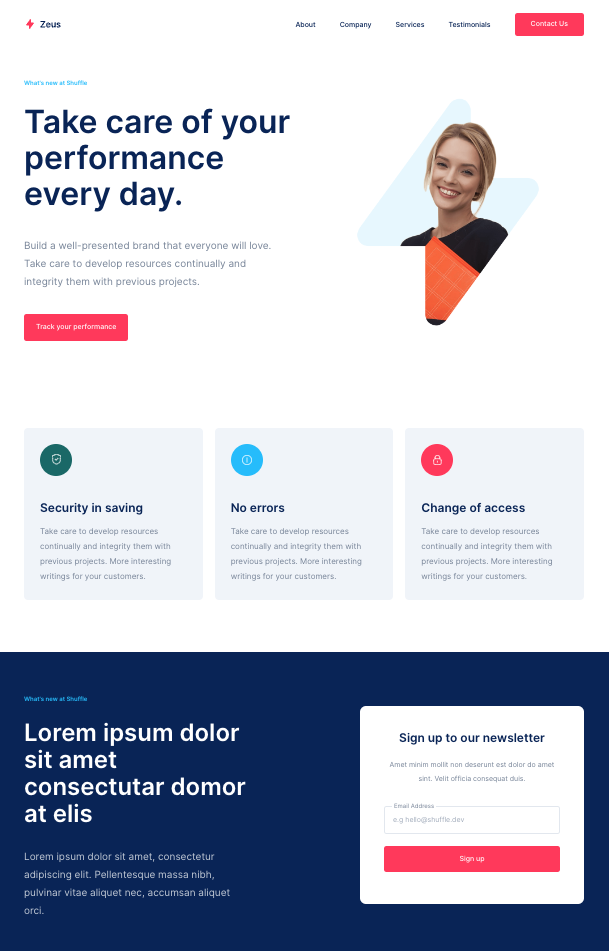 Zeus
About
Company
Services
Testimonials
Contact Us
What's new at Shuffle
Take care of your
performance
every day.
Build a well-presented brand that everyone will love.
Take care to develop resources continually and
integrity them with previous projects.
Track your performance
Security in saving
Take care to develop resources
continually and integrity them with
previous projects. More interesting
writings for your customers.
No errors
Take care to develop resources
continually and integrity them with
previous projects. More interesting
writings for your customers.
Change of access
Take care to develop resources
continually and integrity them with
previous projects. More interesting
writings for your customers.
What's new at Shuffle
Lorem ipsum dolor
sit amet
consectutar domor
at elis
Lorem ipsum dolor sit amet, consectetur
adipiscing elit. Pellentesque massa nibh,
pulvinar vitae aliquet nec, accumsan aliquet
orci.
Sign up to our newsletter
Amet minim mollit non deserunt est dolor do amet
sint. Velit officia consequat duis.
Email Address
e.g hello@shuffle.dev
Sign up